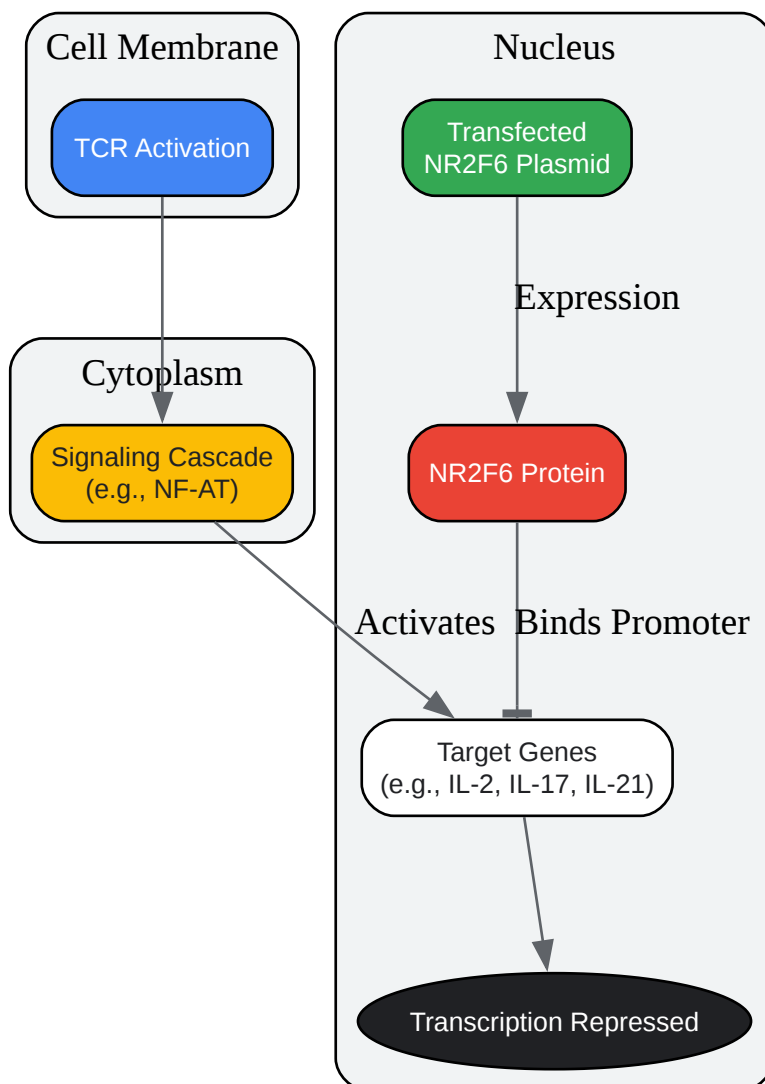 Cell Membrane
Nucleus
TCR Activation
Transfected
NR2F6 Plasmid
Expression
Cytoplasm
Signaling Cascade
(e.g., NF-AT)
NR2F6 Protein
Activates
Binds Promoter
Target Genes
(e.g., IL-2, IL-17, IL-21)
Transcription Repressed